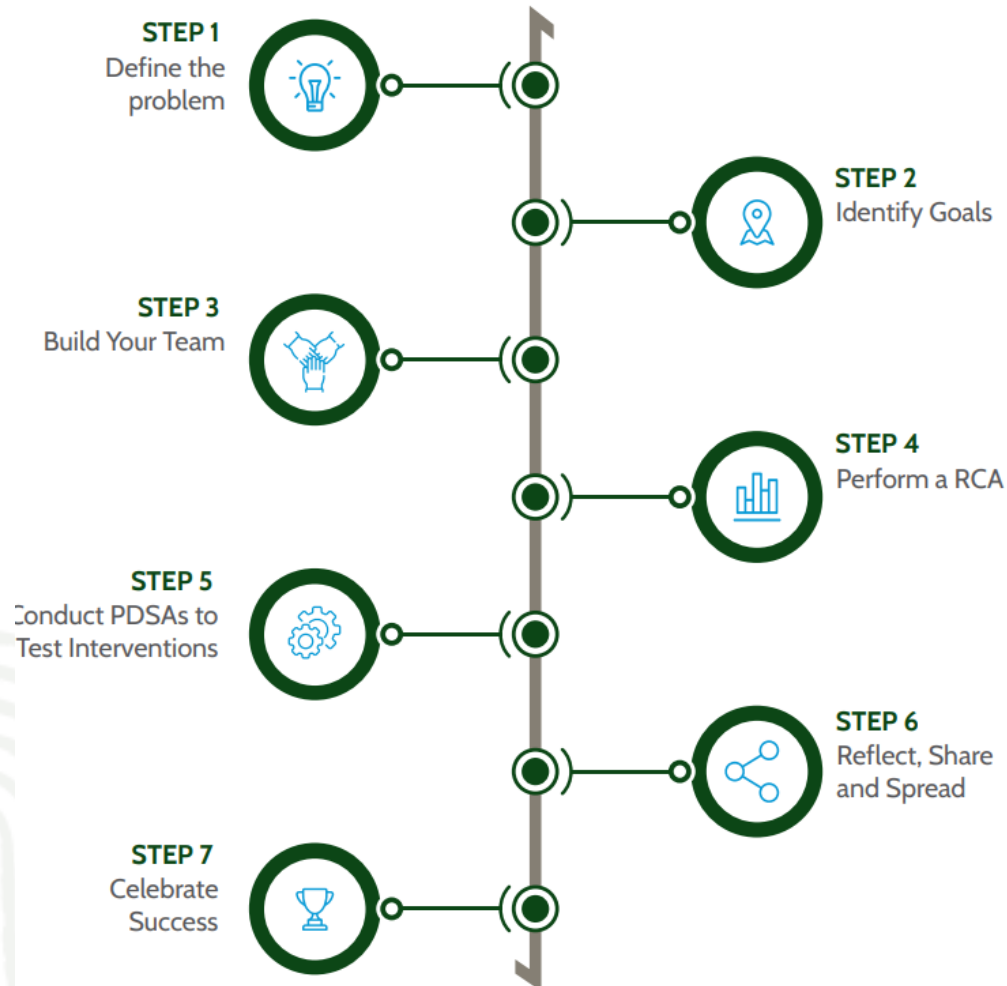 STEP 1
Define the
problem
STEP 2
Identify Goals
STEP 3
Build Your Team
STEP 4
Perform a RCA
STEP 5
Conduct PDSAs to
Test Interventions
STEP 6
Reflect, Share
and Spread
STEP 7
Celebrate
Success